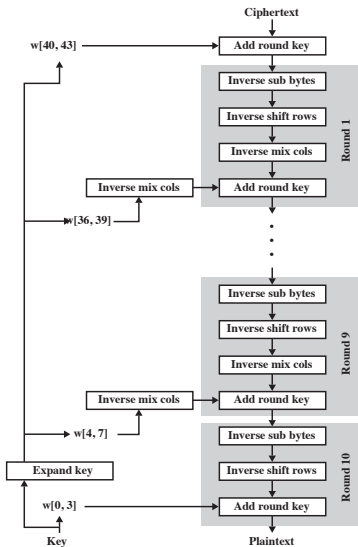 Ciphertext
w[40, 43]
Add round key
Inverse sub bytes
Inverse shift rows
Round 1
Inverse mix cols
Inverse mix cols
Add round key
w[36, 39]
Inverse sub bytes
Inverse shift rows
Round 9
Inverse mix cols
Inverse mix cols
Add round key
w[4, 7]
Inverse sub bytes
Expand key
Inverse shift rows
Round 10
w[0, 3]
Add round key
Key
Plaintext